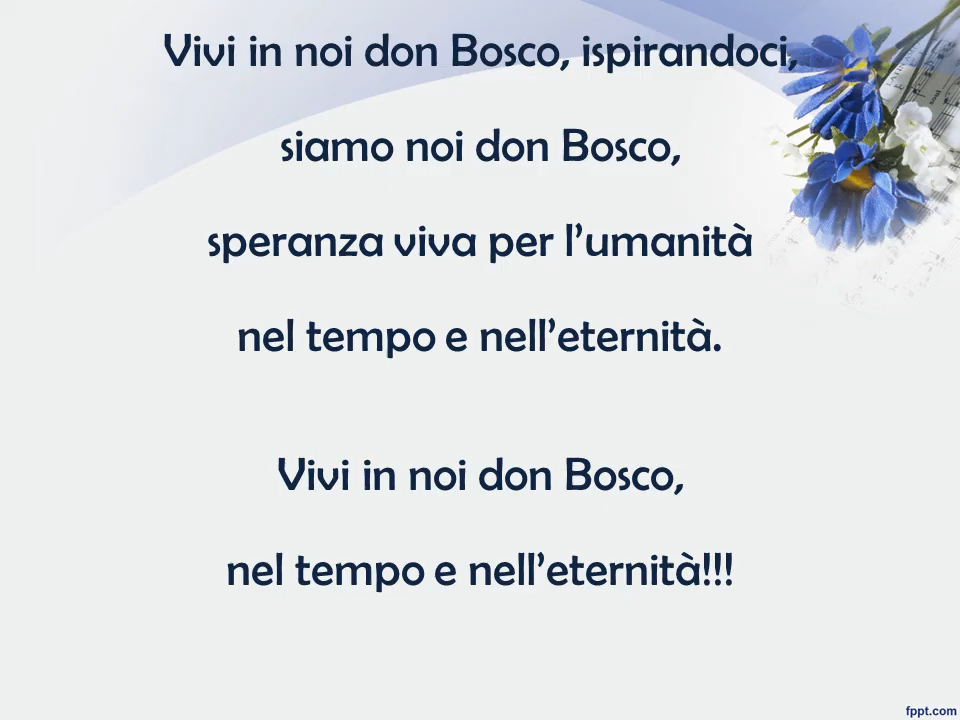 Vivi in noi don Bosco, ispirandoci,
siamo noi don Bosco,
speranza viva per l’umanità
nel tempo e nell’eternità.
Vivi in noi don Bosco,
nel tempo e nell’eternità!!!
fppt.com